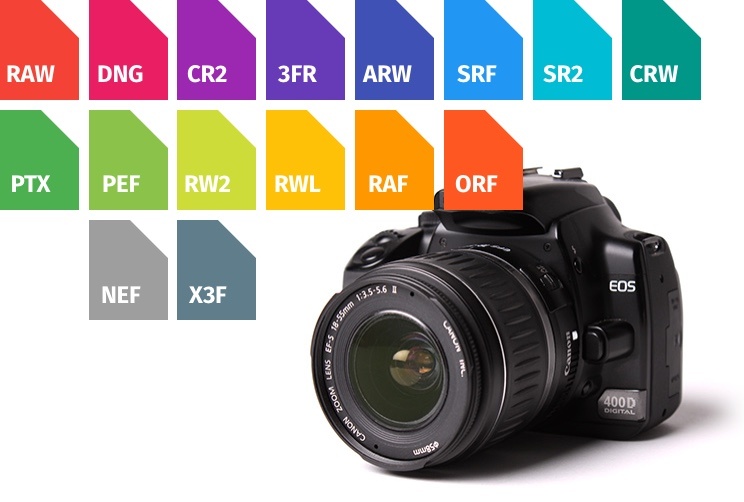 RAW
DNG
CR2
3FR
ARW
SRF
SR2
CRW
PTX
PEF
RW2
RWL
RAF
ORF
NEF
X3F
EOS
400D
DIGITAL
Canon
CANON INC.
CANON ZOOM LENS EF-S 18-55mm 1:3.5-5.6 II
ø58mm